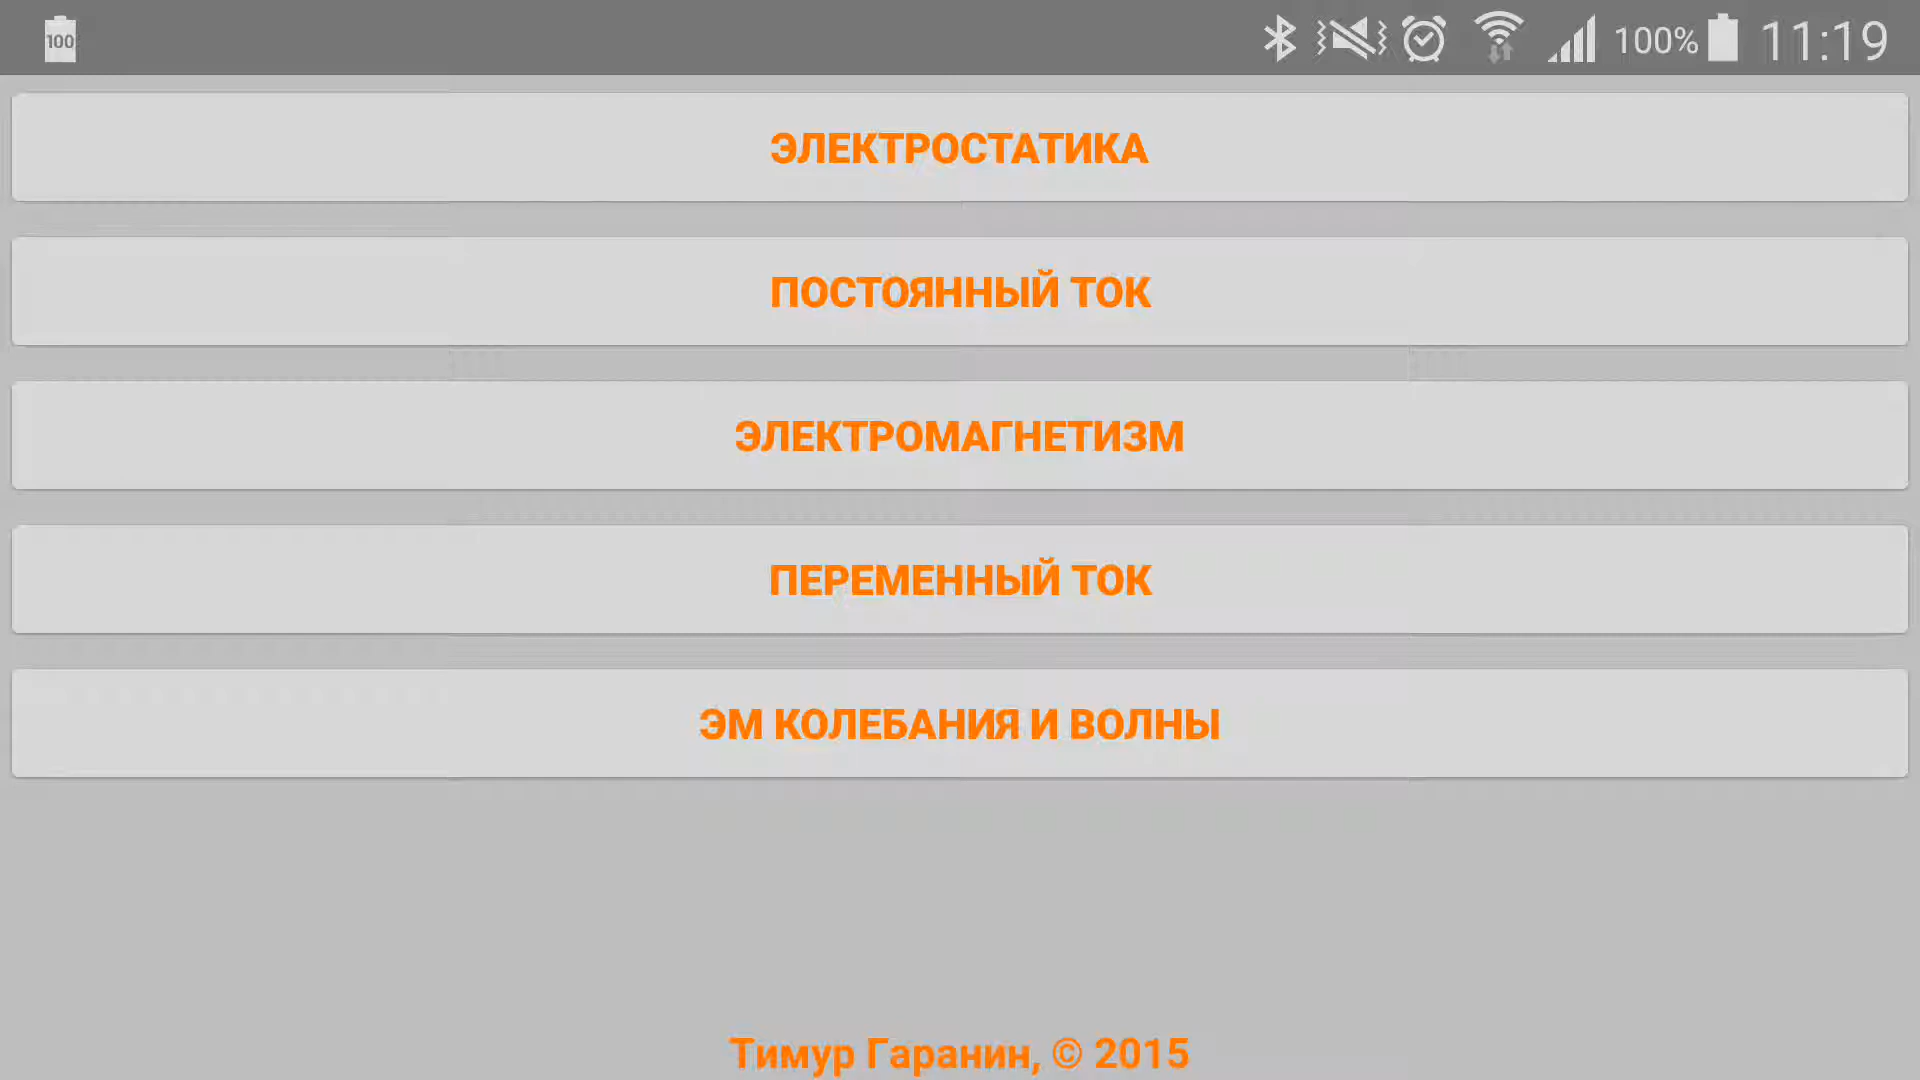 100
100% 11:19
ЭЛЕКТРОСТАТИКА
ПОСТОЯННЫЙ ТОК
ЭЛЕКТРОМАГНЕТИЗМ
ПЕРЕМЕННЫЙ ТОК
ЭМ КОЛЕБАНИЯ И ВОЛНЫ
Тимур Гаранин, © 2015